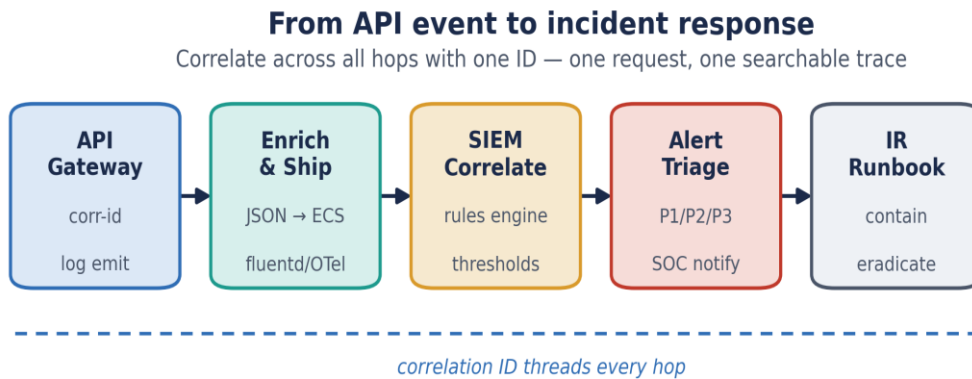 From API event to incident response
Correlate across all hops with one ID — one request, one searchable trace
API
Gateway
corr-id
log emit
Enrich
& Ship
JSON → ECS
fluentd/OTel
SIEM
Correlate
rules engine
thresholds
Alert
Triage
P1/P2/P3
SOC notify
IR
Runbook
contain
eradicate
correlation ID threads every hop